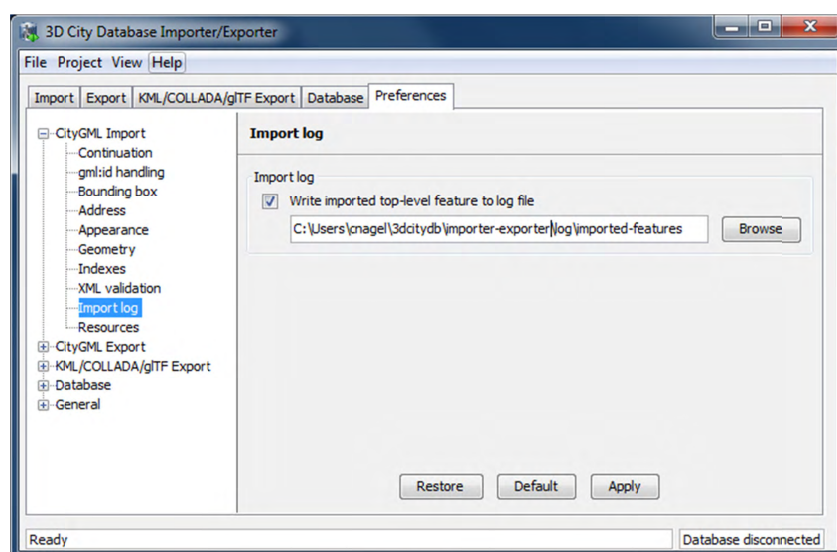 3D City Database Importer/Exporter
File Project View Help
Import Export KML/COLLADA/glTF Export Database Preferences
CityGML Import
Continuation
gml:id handling
Bounding box
Address
Appearance
Geometry
Indexes
XML validation
Import log
Resources
CityGML Export
KML/COLLADA/glTF Export
Database
General
Import log
Import log
Write imported top-level feature to log file
C:\Users\cnagel\3dcitydb\importer-exporter\log\imported-features Browse
Restore Default Apply
Ready Database disconnected